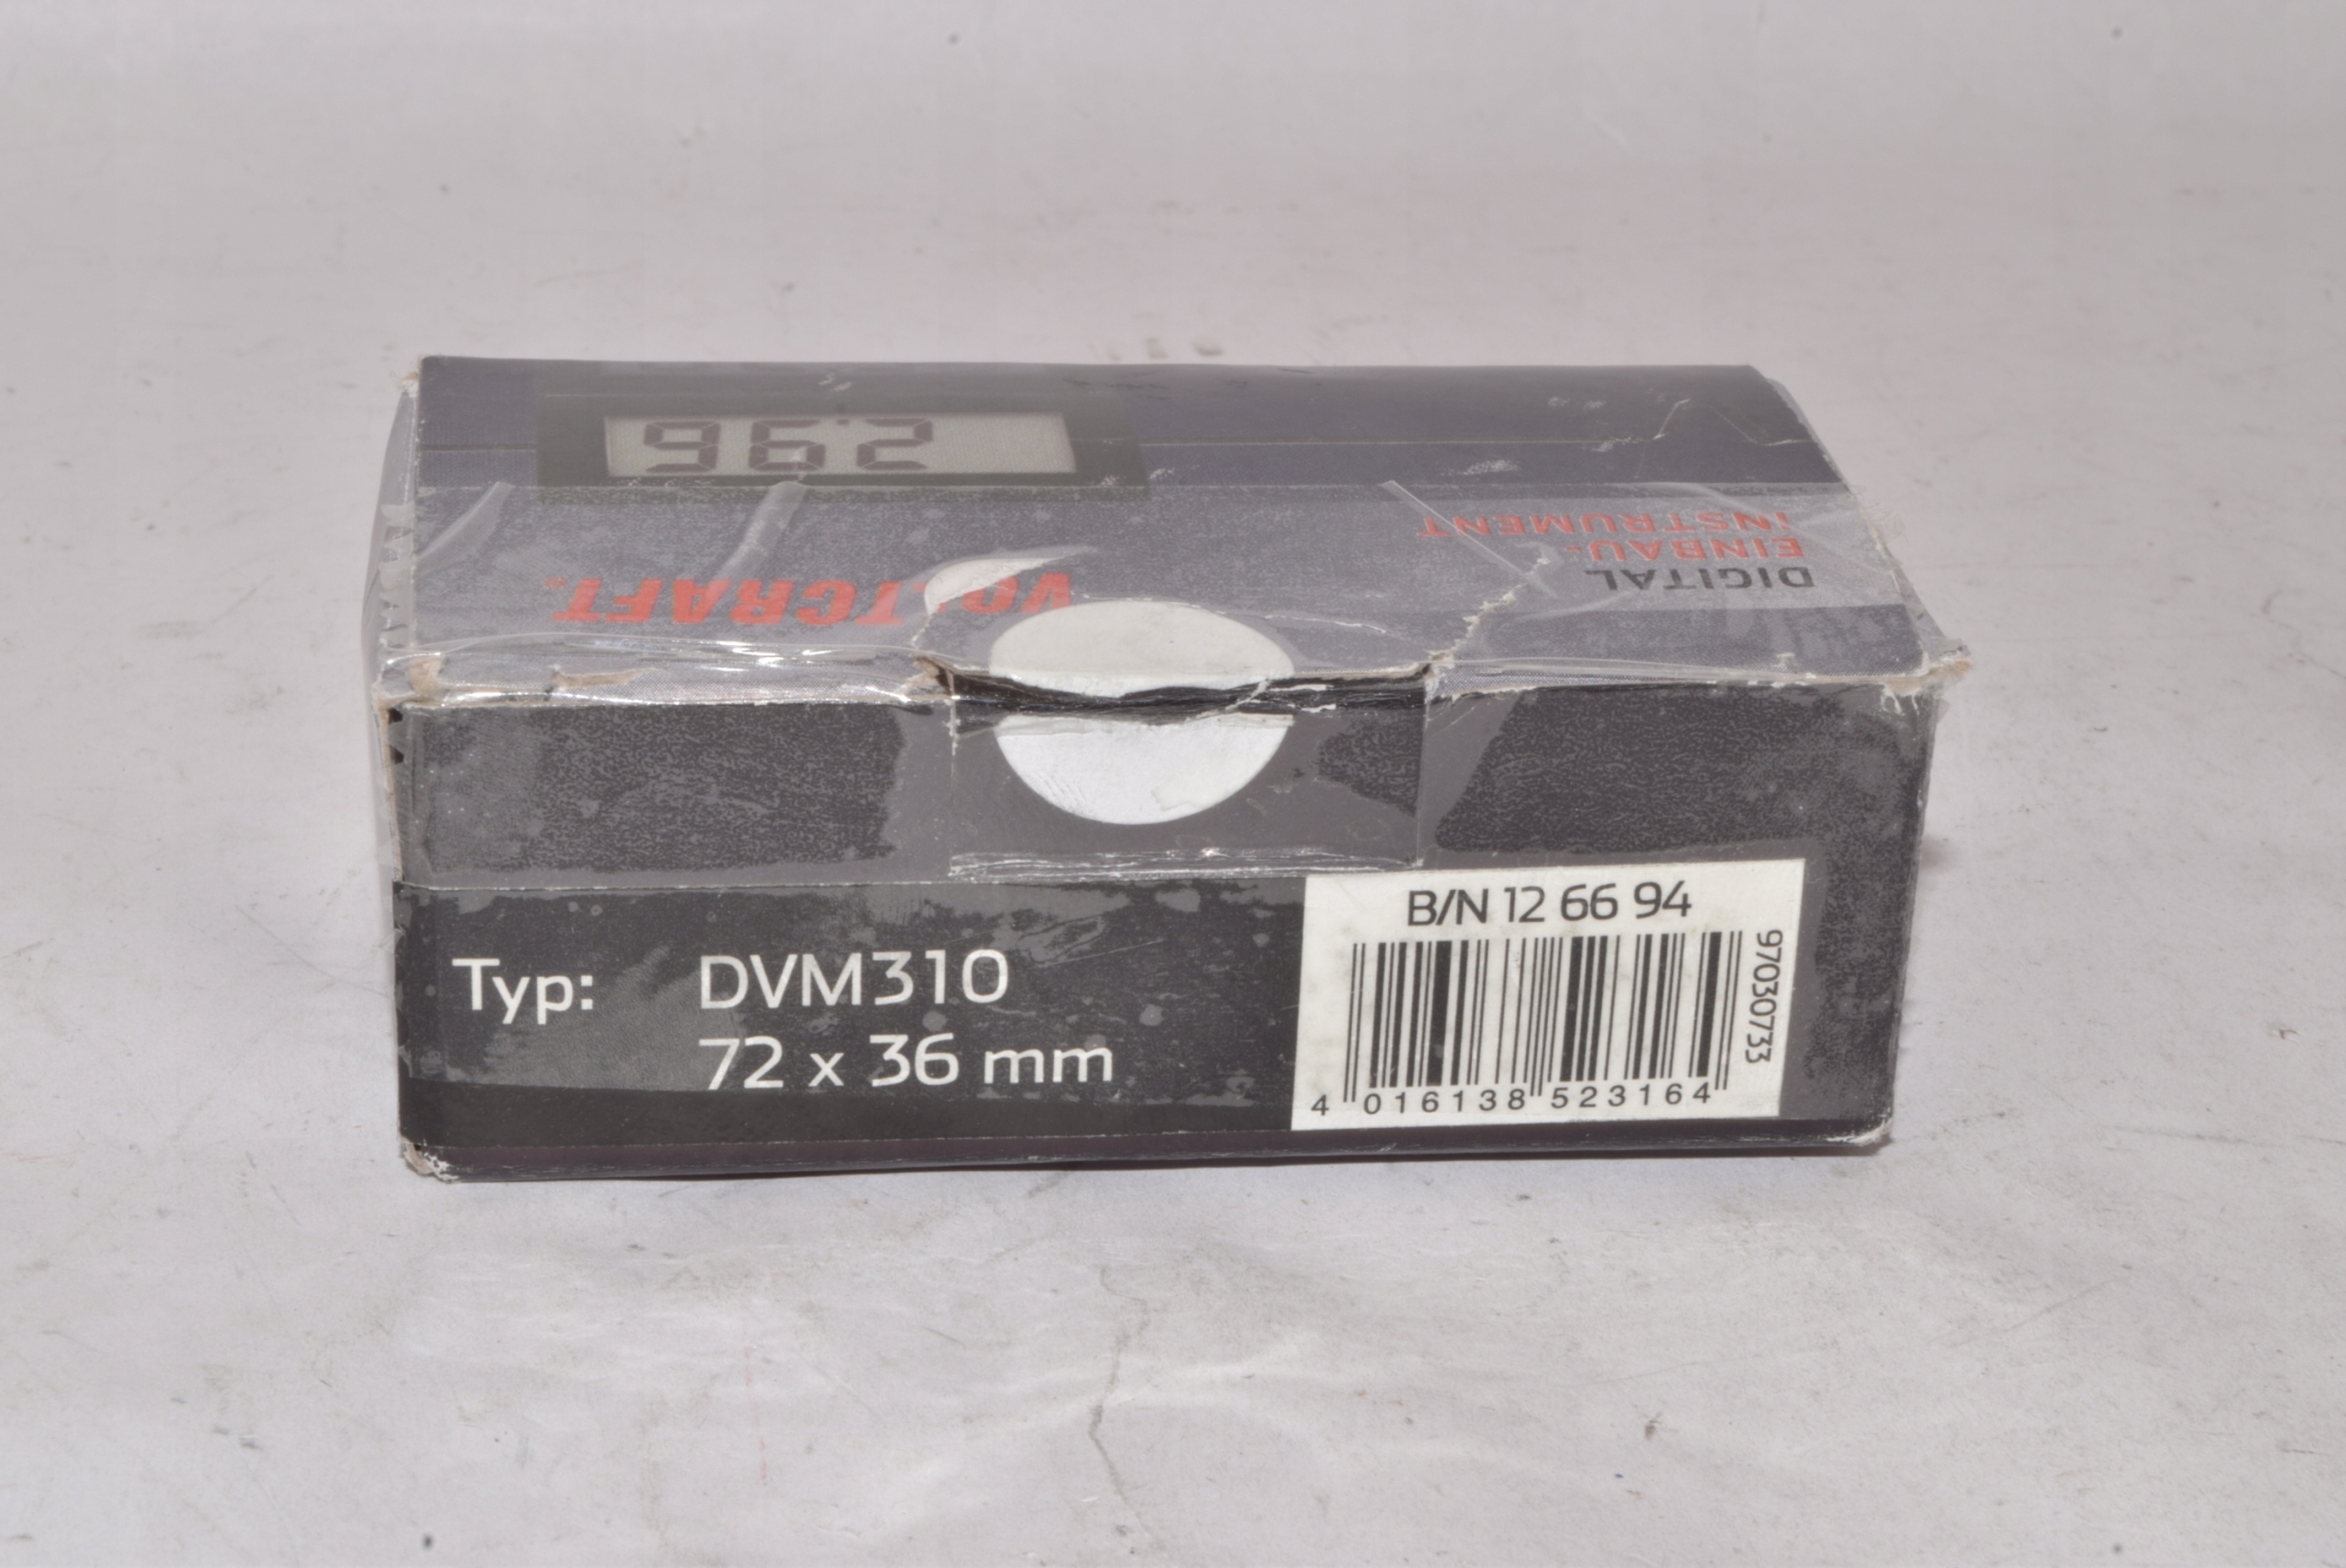 2.96
DIGITAL
EINBAU-
INSTRUMENT
VOLTCRAFT®
Typ: DVM310
72 x 36 mm
B/N 12 66 94
97030733
4 016138 523164